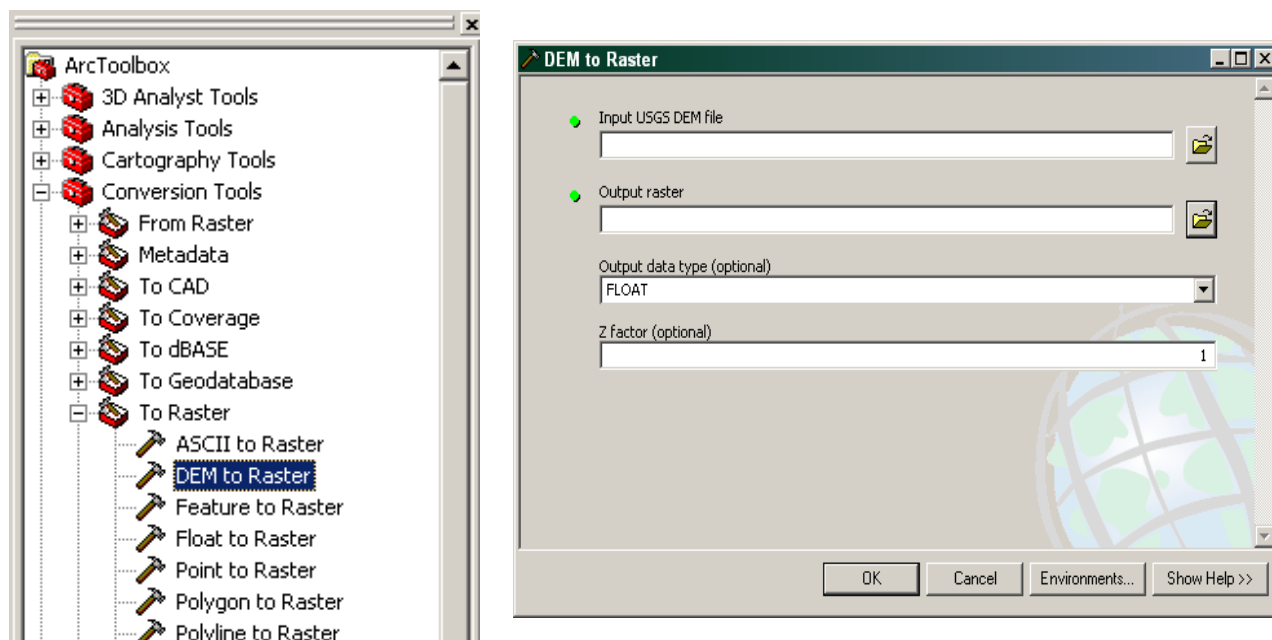 ArcToolbox
3D Analyst Tools
Analysis Tools
Cartography Tools
Conversion Tools
From Raster
Metadata
To CAD
To Coverage
To dBASE
To Geodatabase
To Raster
ASCII to Raster
DEM to Raster
Feature to Raster
Float to Raster
Point to Raster
Polygon to Raster
Polyline to Raster
DEM to Raster
Input USGS DEM file
Output raster
Output data type (optional)
FLOAT
Z factor (optional)
1
OK Cancel Environments... Show Help >>